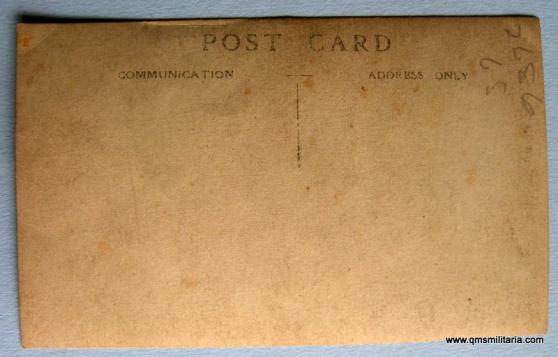 POST CARD
COMMUNICATION — ADDRESS ONLY
www.qmsmilitaria.com